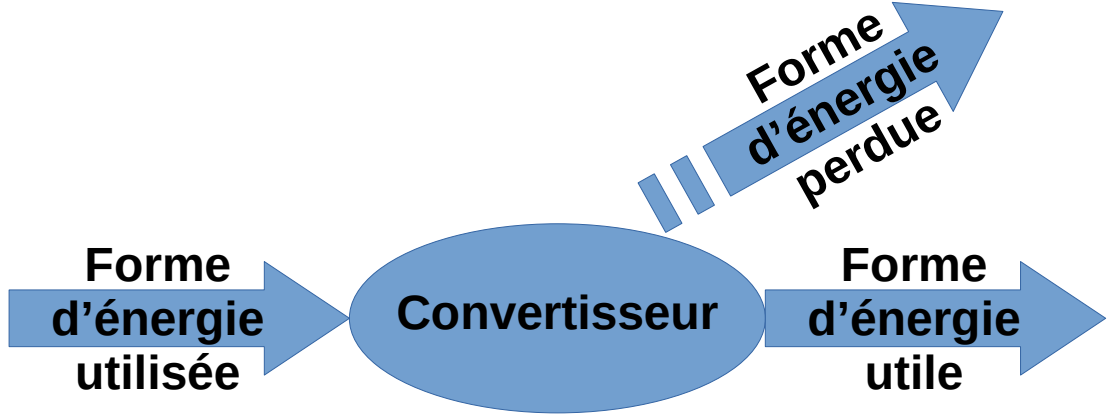 Forme
d’énergie
perdue
Forme
d’énergie
utilisée
Convertisseur
Forme
d’énergie
utile